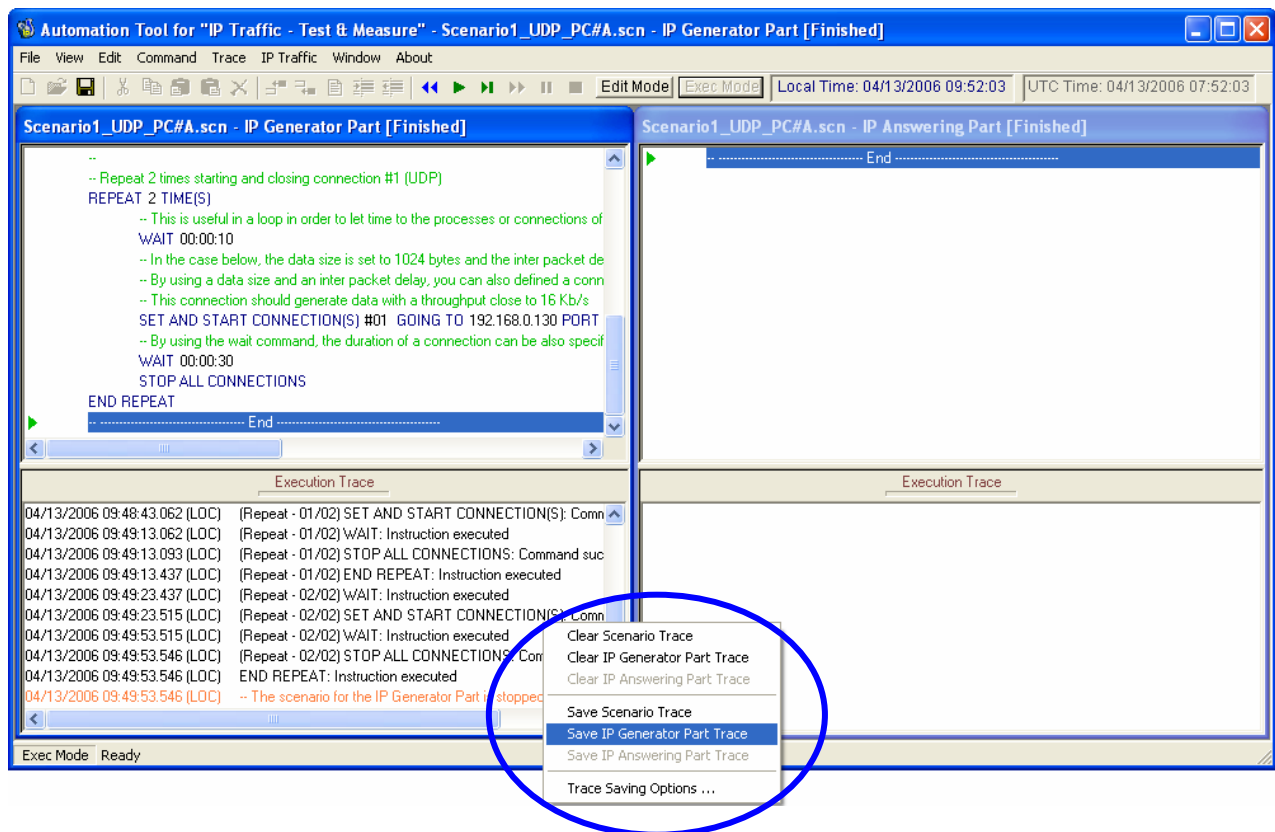 Automation Tool for "IP Traffic - Test & Measure" - Scenario1_UDP_PC#A.scn - IP Generator Part [Finished]
File View Edit Command Trace IP Traffic Window About
Edit Mode Exec Mode Local Time: 04/13/2006 09:52:03 UTC Time: 04/13/2006 07:52:03
Scenario1_UDP_PC#A.scn - IP Generator Part [Finished]
--
-- Repeat 2 times starting and closing connection #1 (UDP)
REPEAT 2 TIME(S)
-- This is useful in a loop in order to let time to the processes or connections of
WAIT 00:00:10
-- In the case below, the data size is set to 1024 bytes and the inter packet de
-- By using a data size and an inter packet delay, you can also defined a conn
-- This connection should generate data with a throughput close to 16 Kb/s
SET AND START CONNECTION(S) #01 GOING TO 192.168.0.130 PORT
-- By using the wait command, the duration of a connection can be also specif
WAIT 00:00:30
STOP ALL CONNECTIONS
END REPEAT
-- -------------------------------------- End ------------------------------------------
Execution Trace
04/13/2006 09:48:43.062 (LOC) (Repeat - 01/02) SET AND START CONNECTION(S): Comn
04/13/2006 09:49:13.062 (LOC) (Repeat - 01/02) WAIT: Instruction executed
04/13/2006 09:49:13.093 (LOC) (Repeat - 01/02) STOP ALL CONNECTIONS: Command suc
04/13/2006 09:49:13.437 (LOC) (Repeat - 01/02) END REPEAT: Instruction executed
04/13/2006 09:49:23.437 (LOC) (Repeat - 02/02) WAIT: Instruction executed
04/13/2006 09:49:23.515 (LOC) (Repeat - 02/02) SET AND START CONNECTION(S): Comn
04/13/2006 09:49:53.515 (LOC) (Repeat - 02/02) WAIT: Instruction executed
04/13/2006 09:49:53.546 (LOC) (Repeat - 02/02) STOP ALL CONNECTIONS: Com
04/13/2006 09:49:53.546 (LOC) END REPEAT: Instruction executed
04/13/2006 09:49:53.546 (LOC) -- The scenario for the IP Generator Part is stopped
Scenario1_UDP_PC#A.scn - IP Answering Part [Finished]
-- -------------------------------------- End ------------------------------------------
Execution Trace
Clear Scenario Trace
Clear IP Generator Part Trace
Clear IP Answering Part Trace
Save Scenario Trace
Save IP Generator Part Trace
Save IP Answering Part Trace
Trace Saving Options ...
Exec Mode Ready